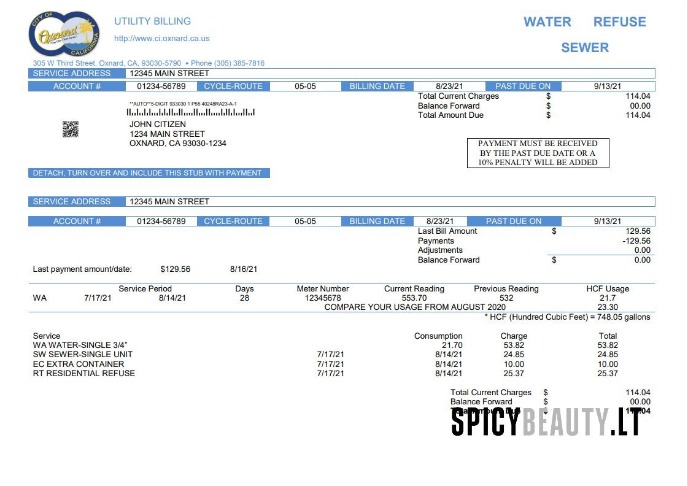 CITY OF
Oxnard
CALIFORNIA
UTILITY BILLING
http://www.ci.oxnard.ca.us
WATER REFUSE
SEWER
305 W Third Street. Oxnard, CA, 93030-5790 • Phone (305) 385-7816
SERVICE ADDRESS 12345 MAIN STREET
ACCOUNT # 01234-56789 CYCLE-ROUTE 05-05 BILLING DATE 8/23/21 PAST DUE ON 9/13/21
Total Current Charges $ 114.04
Balance Forward $ 00.00
Total Amount Due $ 114.04
JOHN CITIZEN
1234 MAIN STREET
OXNARD, CA 93030-1234
PAYMENT MUST BE RECEIVED
BY THE PAST DUE DATE OR A
10% PENALTY WILL BE ADDED
DETACH, TURN OVER AND INCLUDE THIS STUB WITH PAYMENT
SERVICE ADDRESS 12345 MAIN STREET
ACCOUNT # 01234-56789 CYCLE-ROUTE 05-05 BILLING DATE 8/23/21 PAST DUE ON 9/13/21
Last Bill Amount $ 129.56
Payments -129.56
Adjustments 0.00
Balance Forward $ 0.00
Last payment amount/date: $129.56 8/16/21
Service Period Days Meter Number Current Reading Previous Reading HCF Usage
WA 7/17/21 8/14/21 28 12345678 553.70 532 21.7
COMPARE YOUR USAGE FROM AUGUST 2020 23.30
* HCF (Hundred Cubic Feet) = 748.05 gallons
Service Consumption Charge Total
WA WATER-SINGLE 3/4" 21.70 53.82 53.82
SW SEWER-SINGLE UNIT 7/17/21 8/14/21 24.85 24.85
EC EXTRA CONTAINER 7/17/21 8/14/21 10.00 10.00
RT RESIDENTIAL REFUSE 7/17/21 8/14/21 25.37 25.37
Total Current Charges $ 114.04
Balance Forward $ 00.00
SPICYBEAUTY.LT